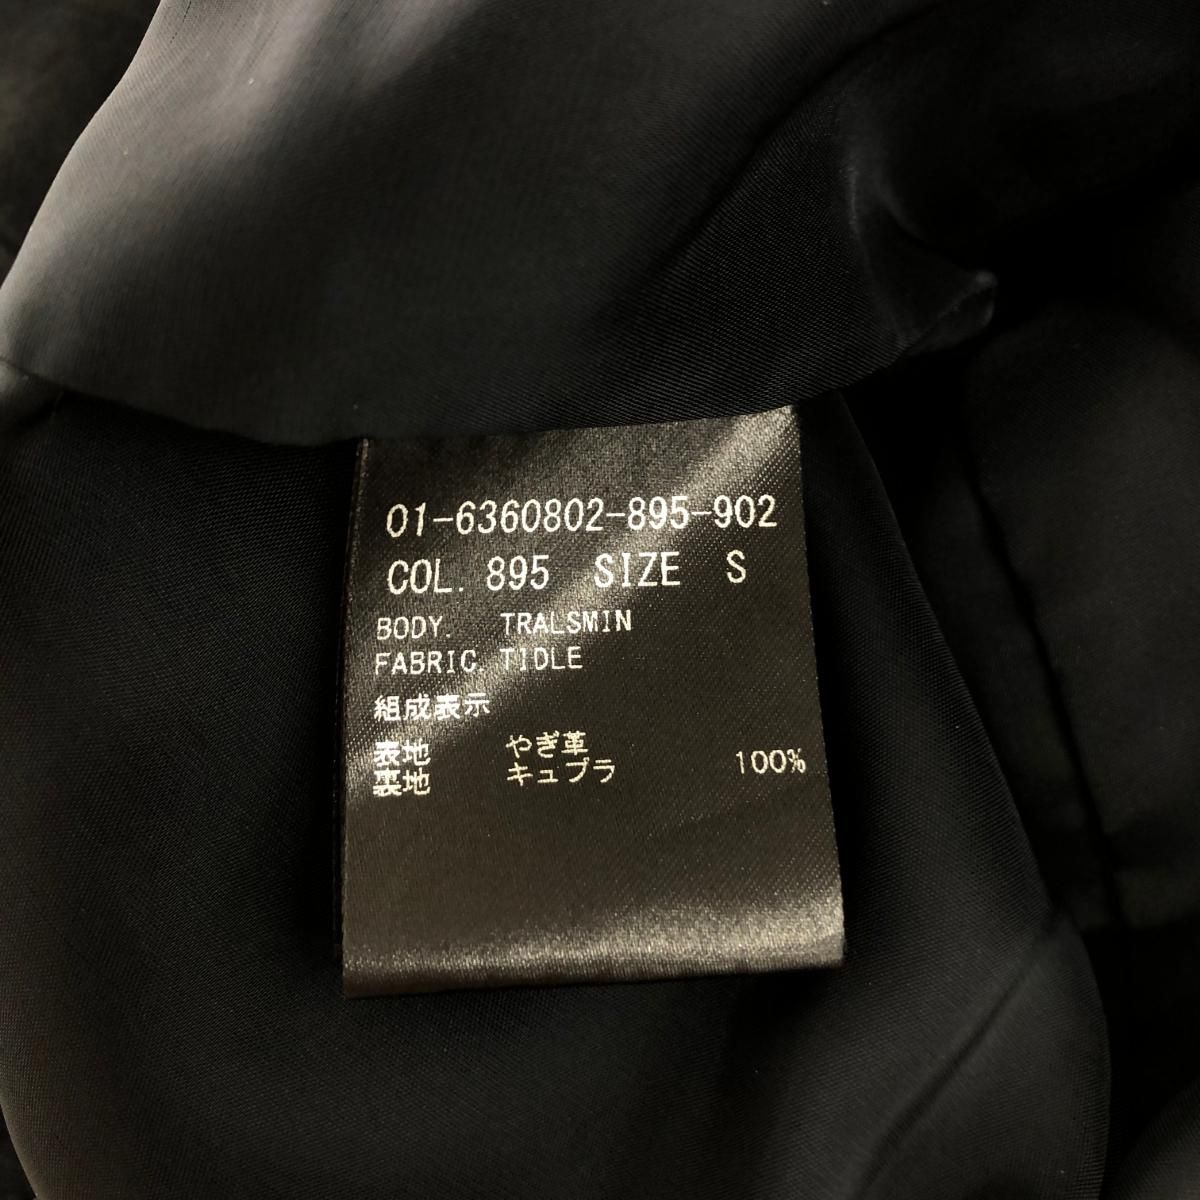 01-6360802-895-902
COL. 895 SIZE S
BODY. TRALSMIN
FABRIC TIDLE
組成表示
表地 やぎ革
裏地 キュプラ 100%